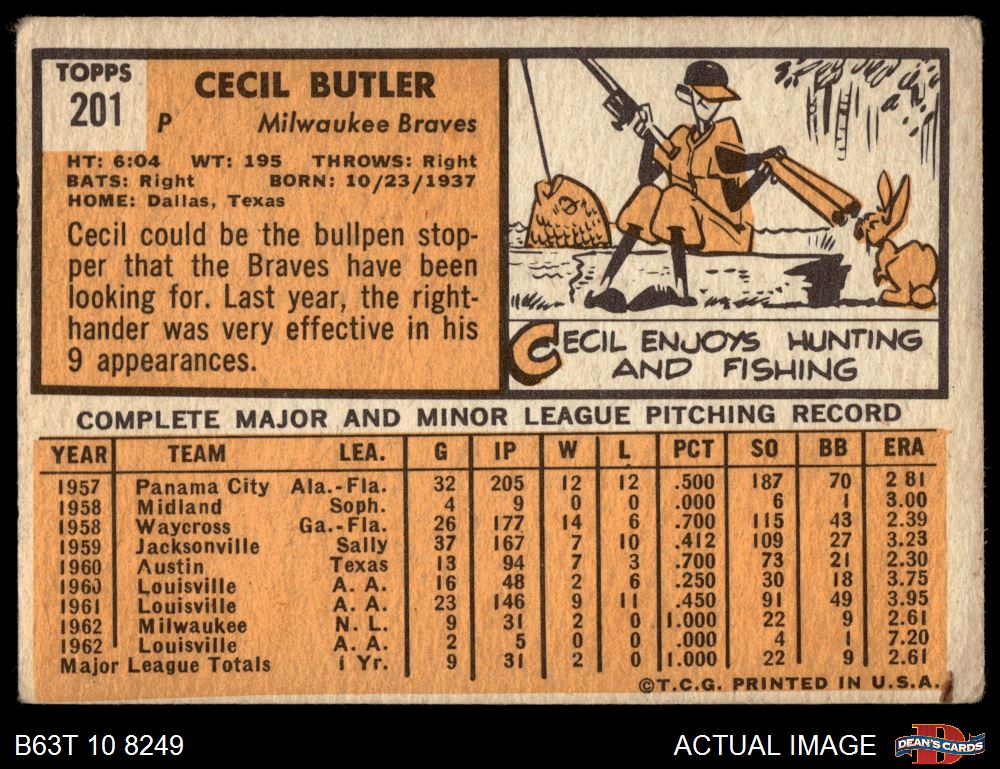 TOPPS
201
CECIL BUTLER
P Milwaukee Braves
HT: 6:04 WT: 195 THROWS: Right
BATS: Right BORN: 10/23/1937
HOME: Dallas, Texas
Cecil could be the bullpen stop-
per that the Braves have been
looking for. Last year, the right-
hander was very effective in his
9 appearances.
CECIL ENJOYS HUNTING
AND FISHING
COMPLETE MAJOR AND MINOR LEAGUE PITCHING RECORD
YEAR TEAM LEA. G IP W L PCT SO BB ERA
1957 Panama City Ala.-Fla. 32 205 12 12 .500 187 70 2 81
1958 Midland Soph. 4 9 0 0 .000 6 1 3.00
1958 Waycross Ga.-Fla. 26 177 14 6 .700 115 43 2.39
1959 Jacksonville Sally 37 167 7 10 .412 109 27 3.23
1960 Austin Texas 13 94 7 3 .700 73 21 2.30
1960 Louisville A. A. 16 48 2 6 .250 30 18 3.75
1961 Louisville A. A. 23 146 9 11 .450 91 49 3.95
1962 Milwaukee N. L. 9 31 2 0 1.000 22 9 2.61
1962 Louisville A. A. 2 5 0 0 .000 4 1 7.20
Major League Totals 1 Yr. 9 31 2 0 1.000 22 9 2.61
©T.C.G. PRINTED IN U.S.A.
B63T 10 8249
ACTUAL IMAGE
DEAN'S CARDS